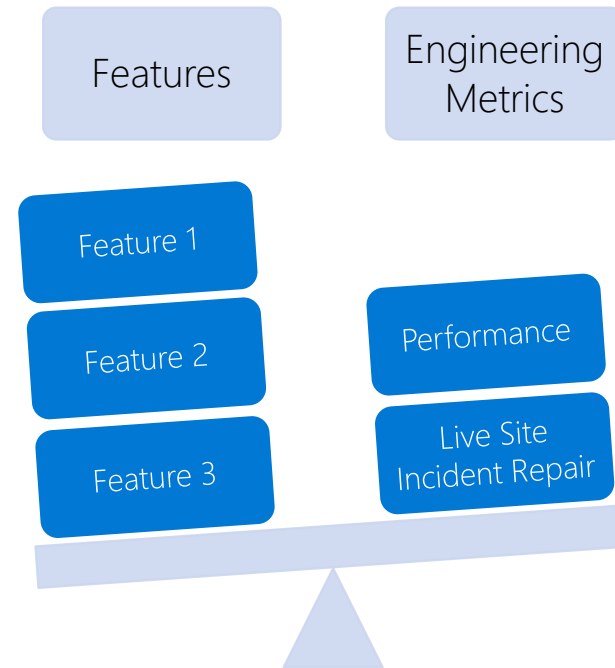 Features
Engineering
Metrics
Feature 1
Feature 2
Feature 3
Performance
Live Site
Incident Repair